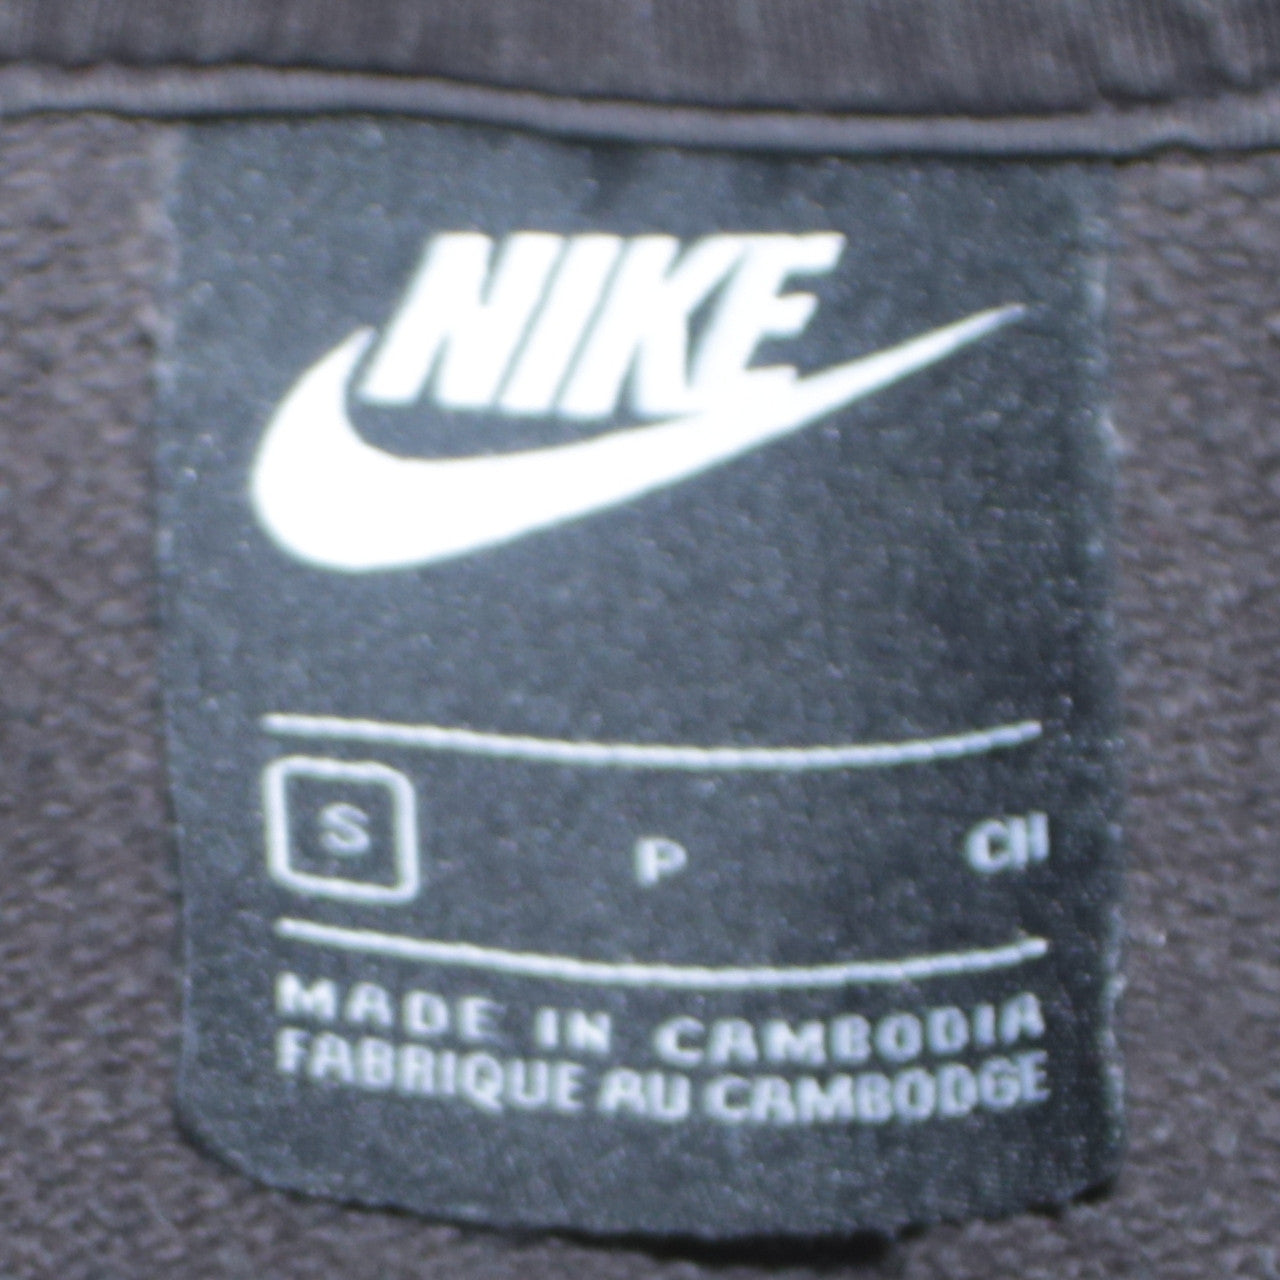 NIKE
S P CH
MADE IN CAMBODIA
FABRIQUE AU CAMBODGE